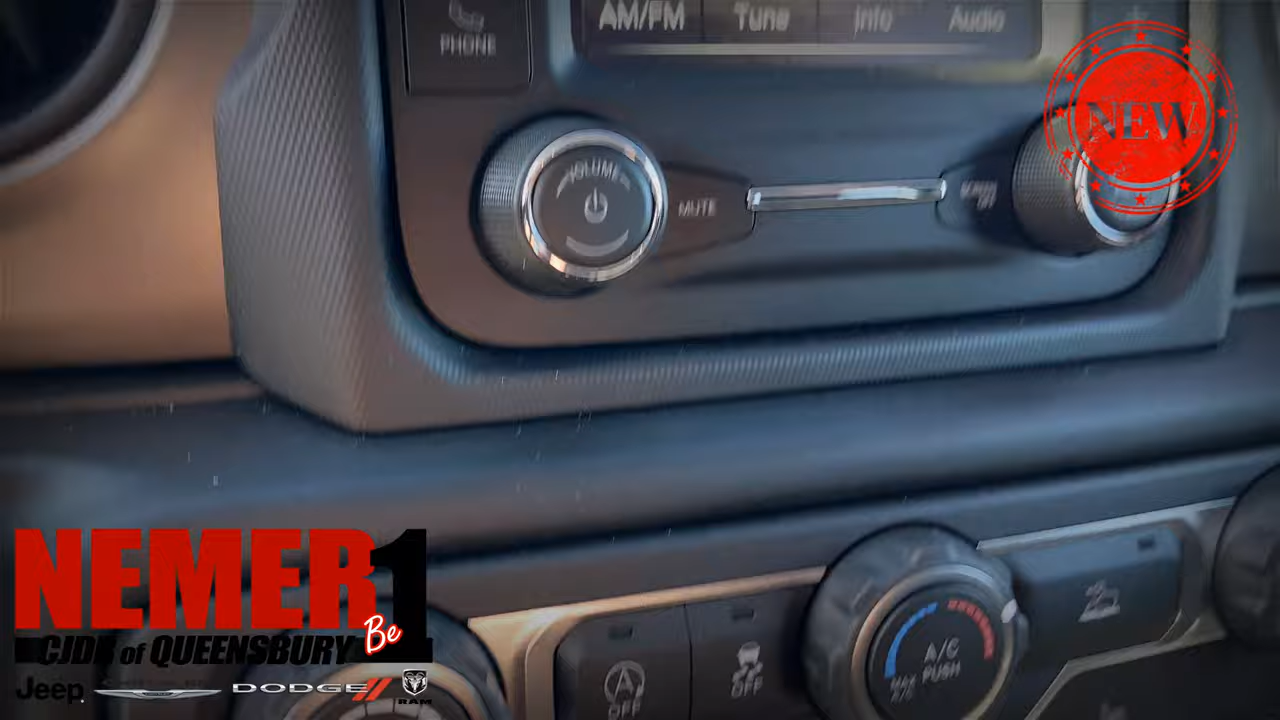 AM/FM Tune Info Audio
PHONE
NEW
VOLUME
MUTE
NEMER
Be 1
CJDR of QUEENSBURY
Jeep DODGE RAM
A/C
PUSH
MAX
A/C
OFF
OFF